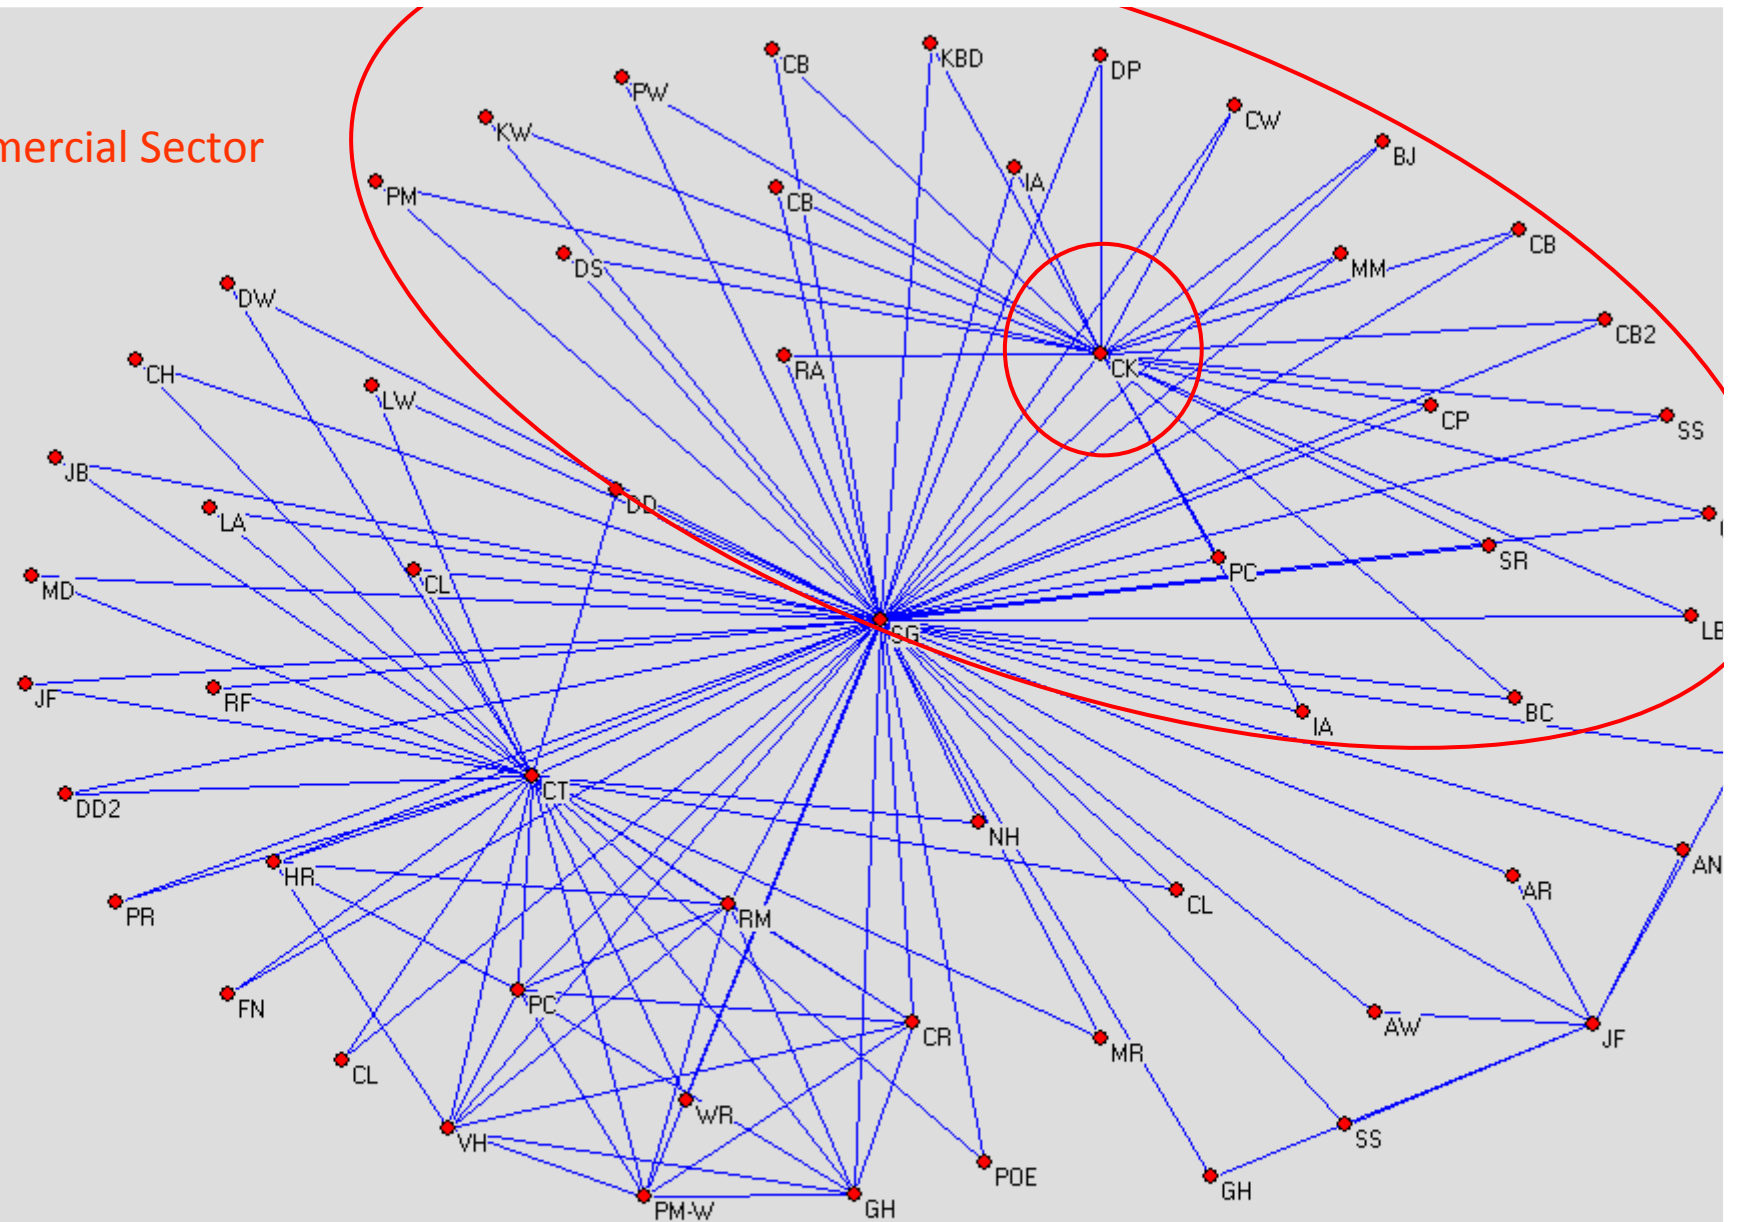 CB
KBD
DP
PW
CW
KW
mercial Sector
BJ
IA
PM
CB
CB
DS
MM
DW
CB2
CH
RA
CK
LW
CP
SS
JB
DD
LA
SR
CL
PC
MD
SG
LB
JF
RF
IA
BC
CT
DD2
NH
AN
HR
AR
CL
PR
RM
FN
PC
AW
CR
JF
MR
CL
WR
VH
SS
POE
GH
PM-W
GH